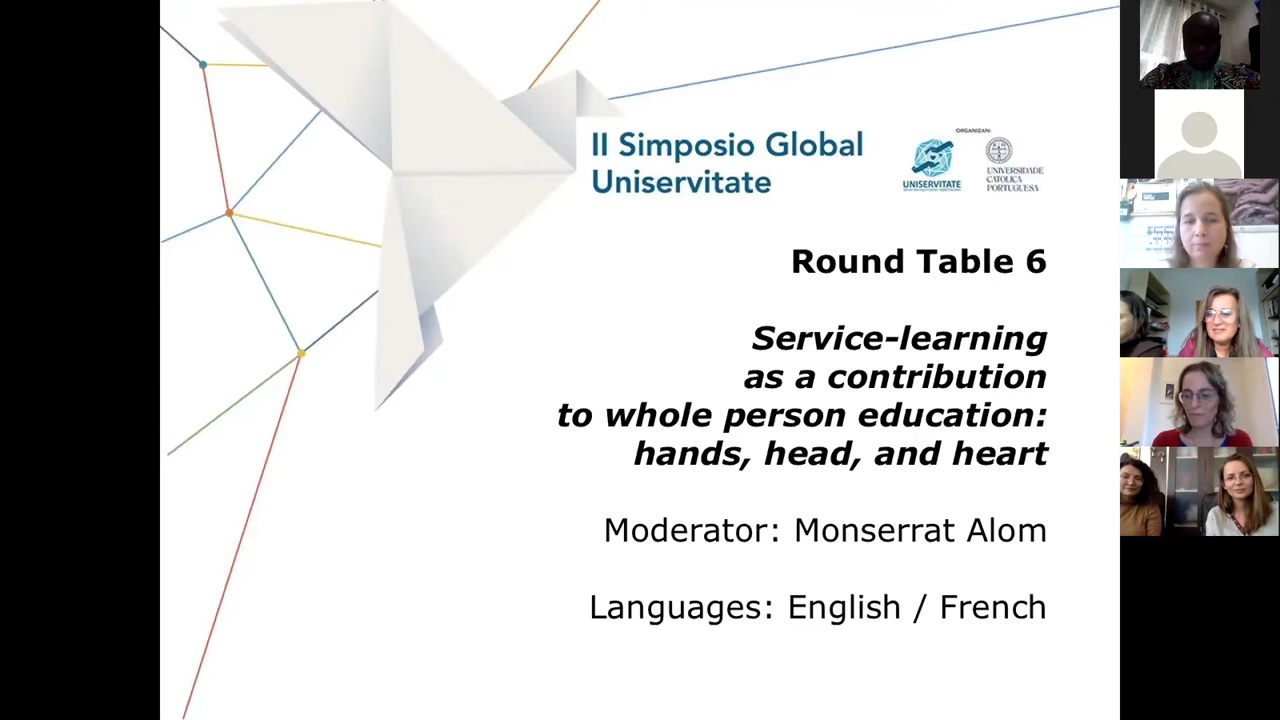 II Simposio Global
Uniservitate
ORGANIZAN:
UNISERVITATE
UNIVERSIDADE
CATOLICA
PORTUGUESA
Round Table 6
Service-learning
as a contribution
to whole person education:
hands, head, and heart
Moderator: Monserrat Alom
Languages: English / French